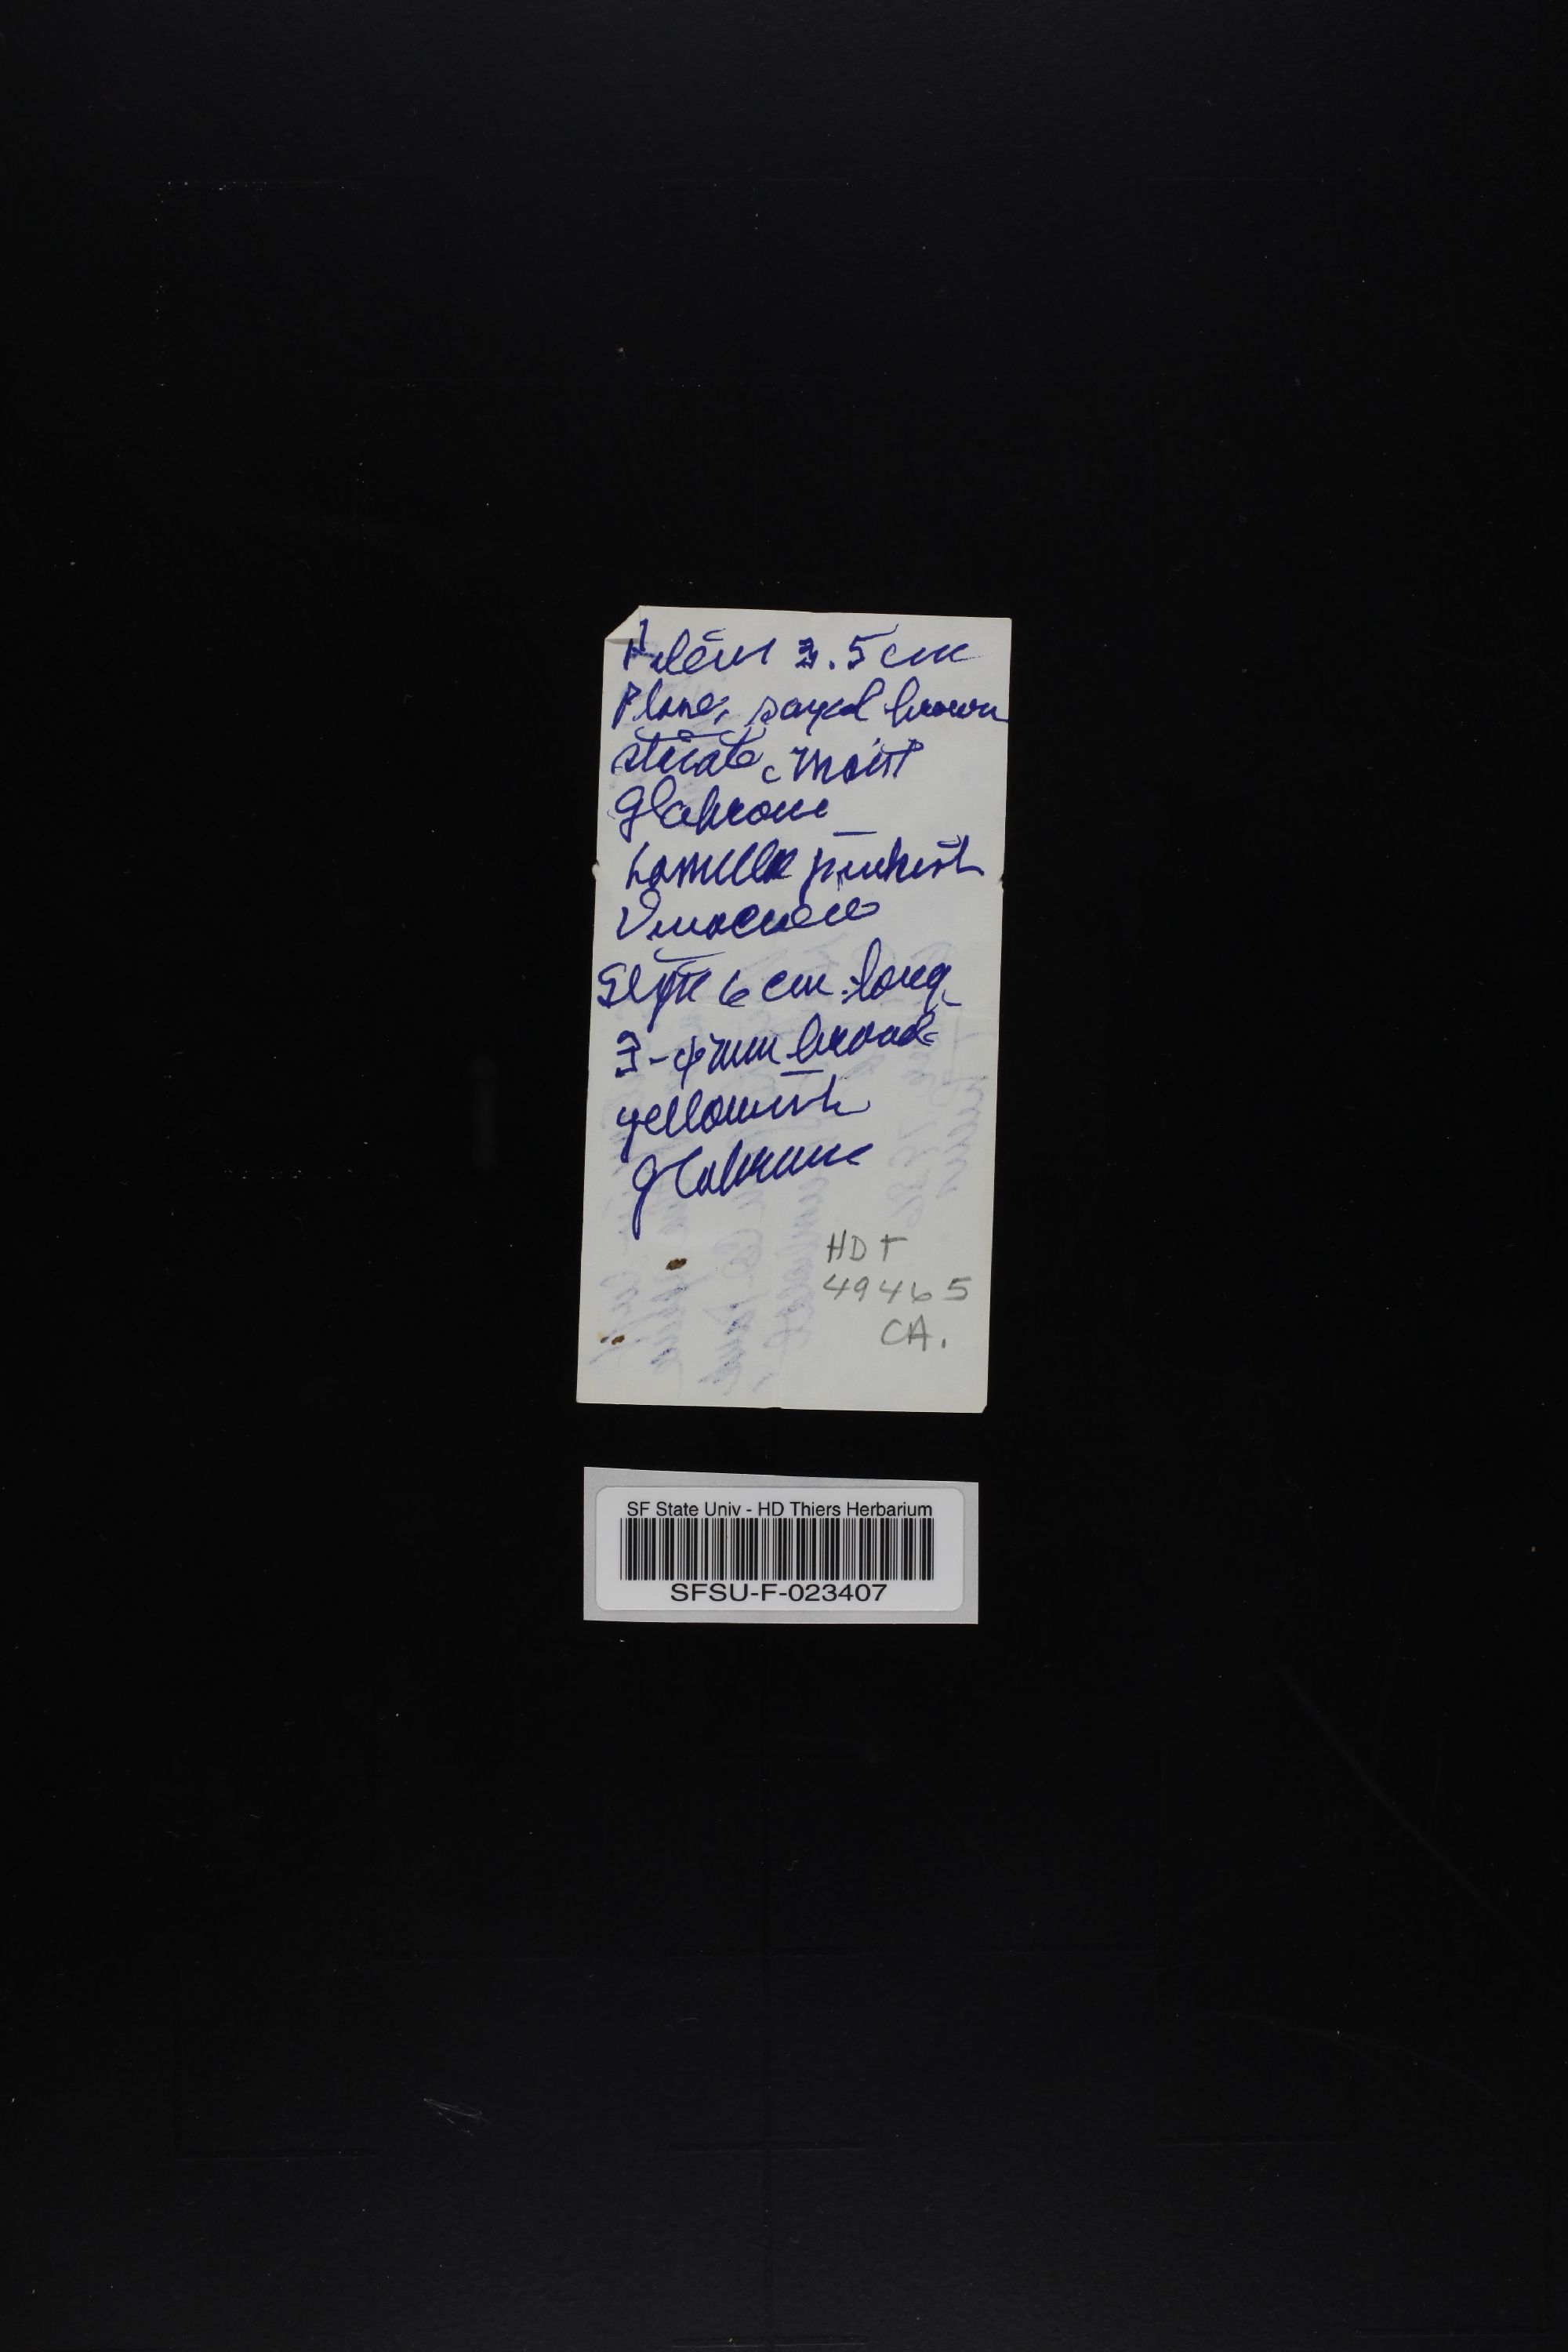 Pileus 3.5 cm
Plane, sayal brown
striate, moist
glabrous
Lamellae pinkish
Vinaceous
Stipe 6 cm long
3-4 mm broad
yellowish
glabrous
HDT
49465
CA.
SF State Univ - HD Thiers Herbarium
SFSU-F-023407